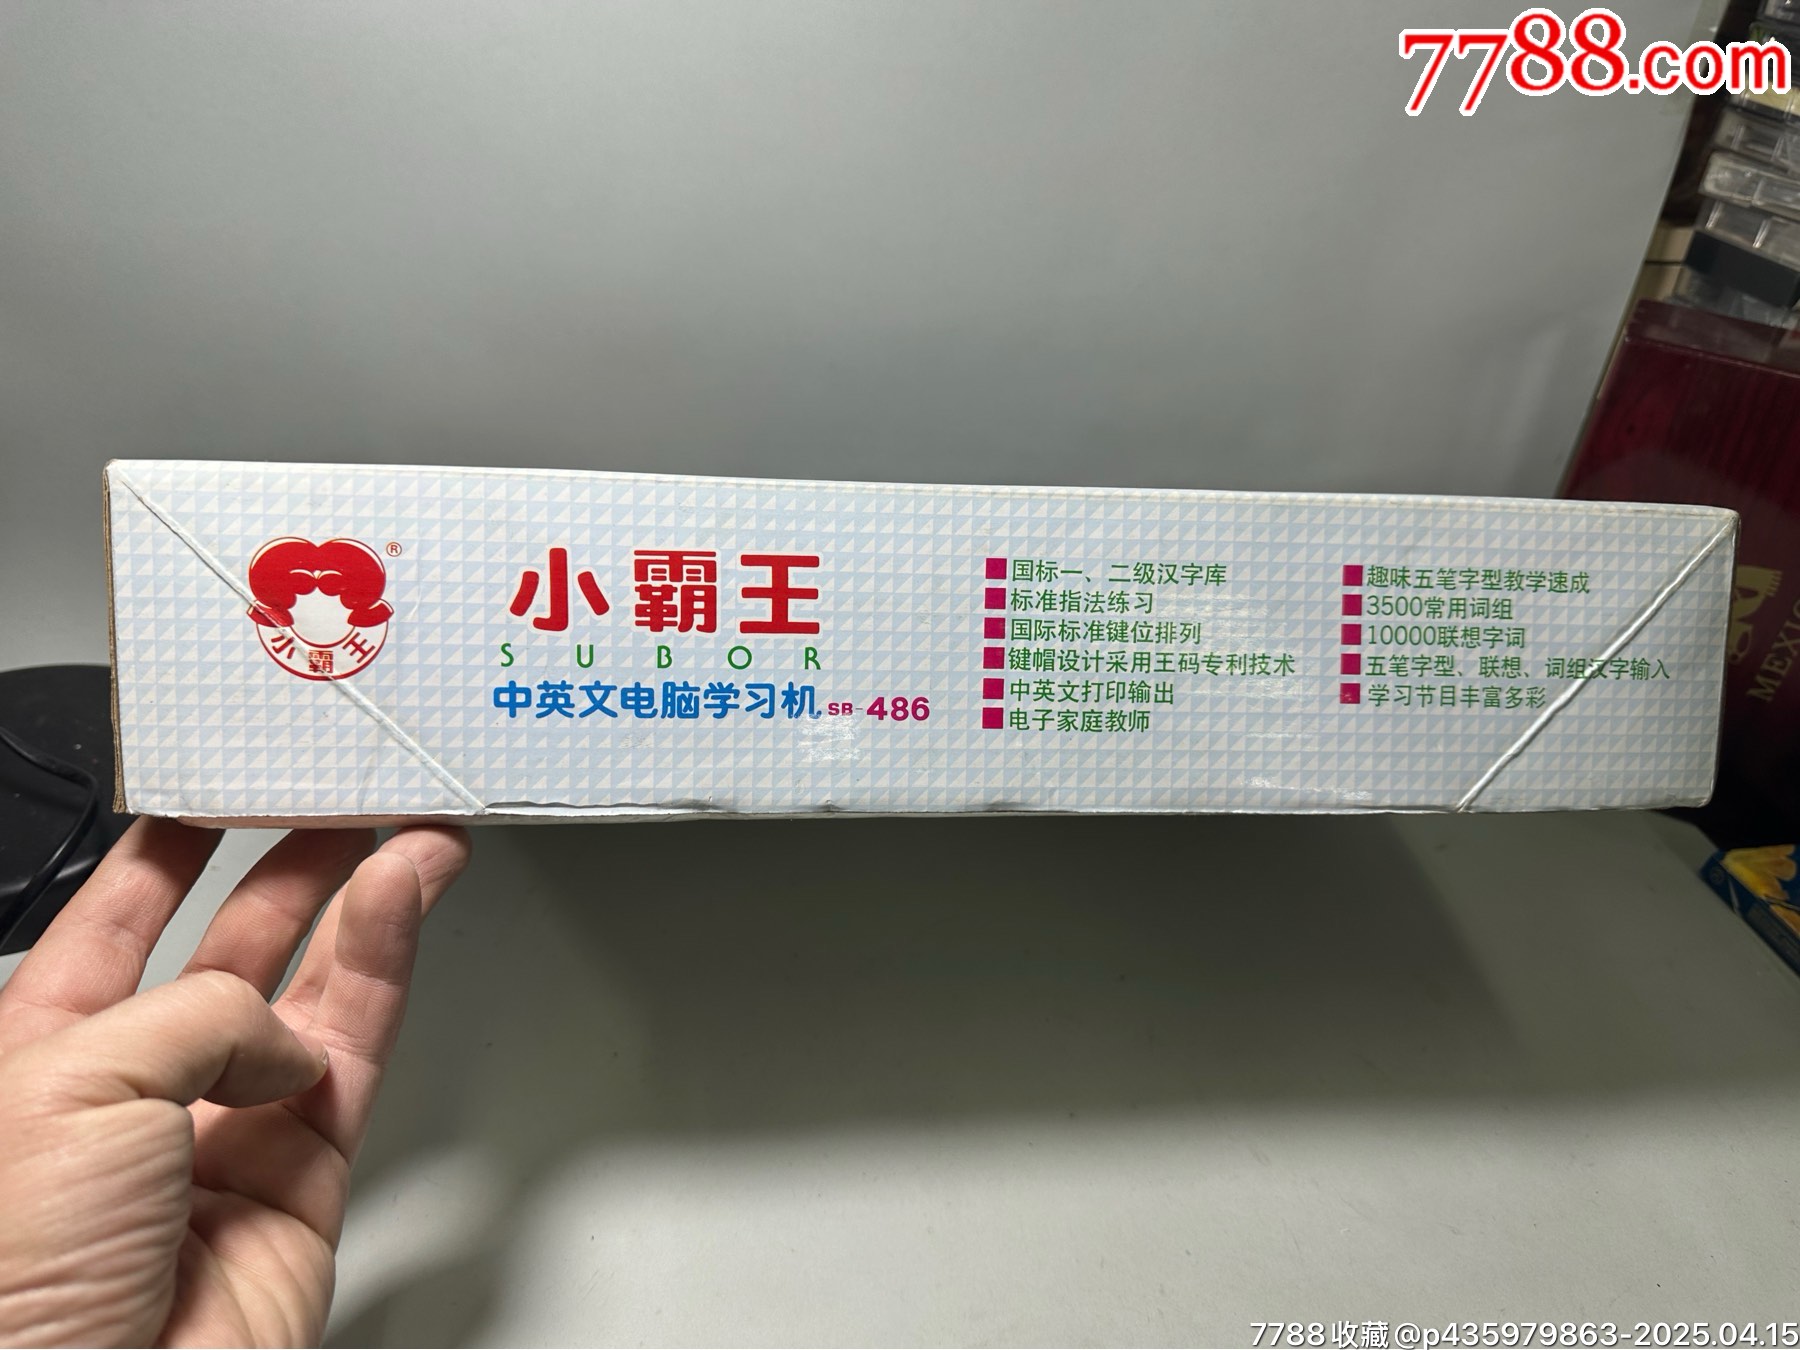 7788.com
®
小霸王
小霸王
SUBOR
中英文电脑学习机 SB-486
国标一、二级汉字库
标准指法练习
国际标准键位排列
键帽设计采用王码专利技术
中英文打印输出
电子家庭教师
趣味五笔字型教学速成
3500常用词组
10000联想字词
五笔字型、联想、词组汉字输入
学习节目丰富多彩
MEXIC
7788收藏@p435979863-2025.04.15